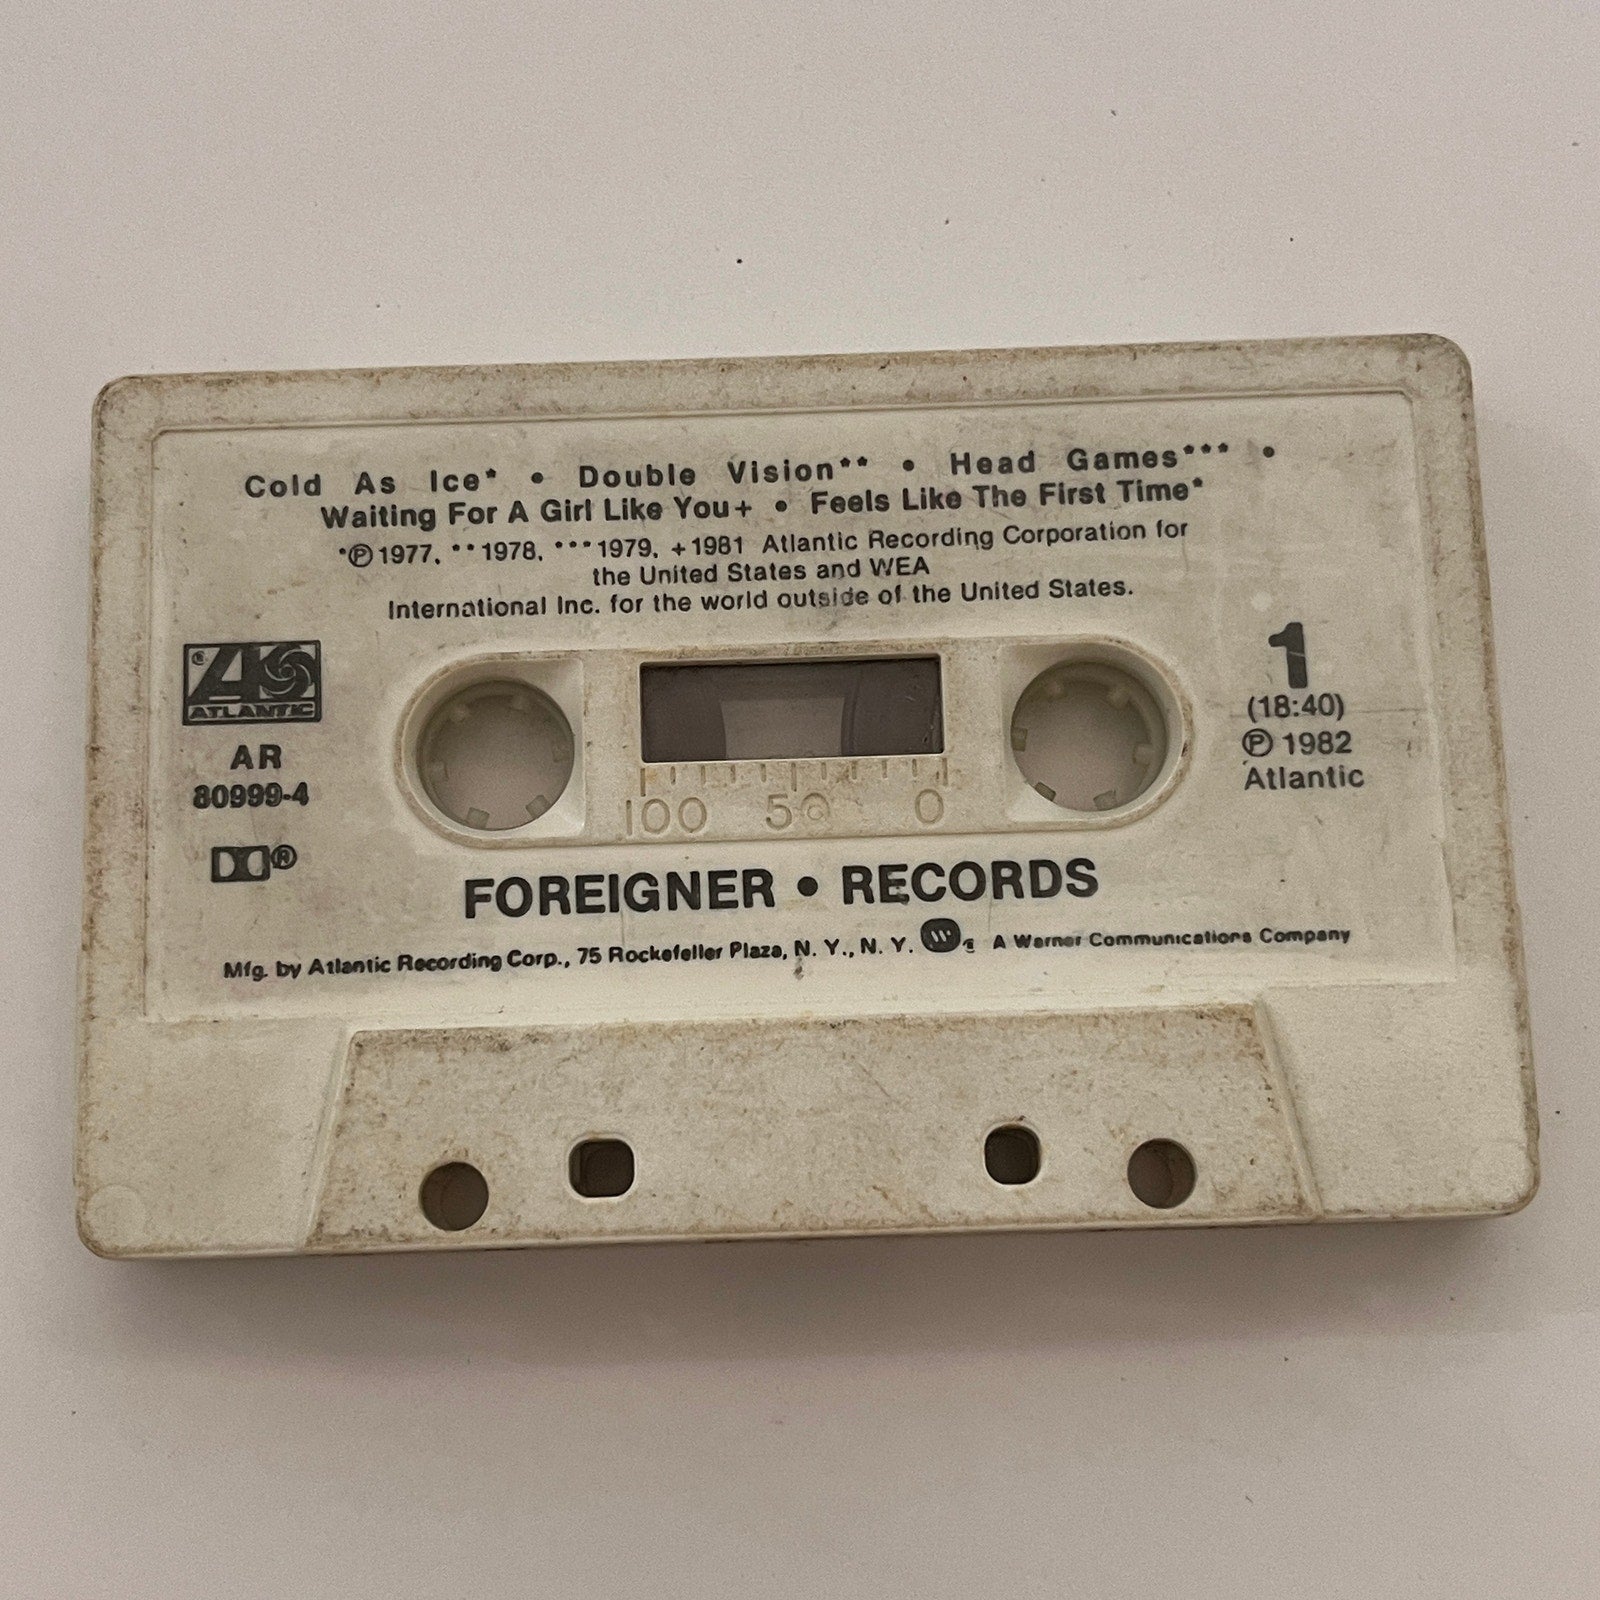 Cold As Ice* • Double Vision** • Head Games*** •
Waiting For A Girl Like You+ • Feels Like The First Time*
*Ⓟ1977, **1978, ***1979, +1981 Atlantic Recording Corporation for
the United States and WEA
International Inc. for the world outside of the United States.
® ATLANTIC
AR
80999-4
®
1
(18:40)
Ⓟ 1982
Atlantic
100 50 0
FOREIGNER • RECORDS
Mfg. by Atlantic Recording Corp., 75 Rockefeller Plaza, N. Y., N. Y. A Warner Communications Company